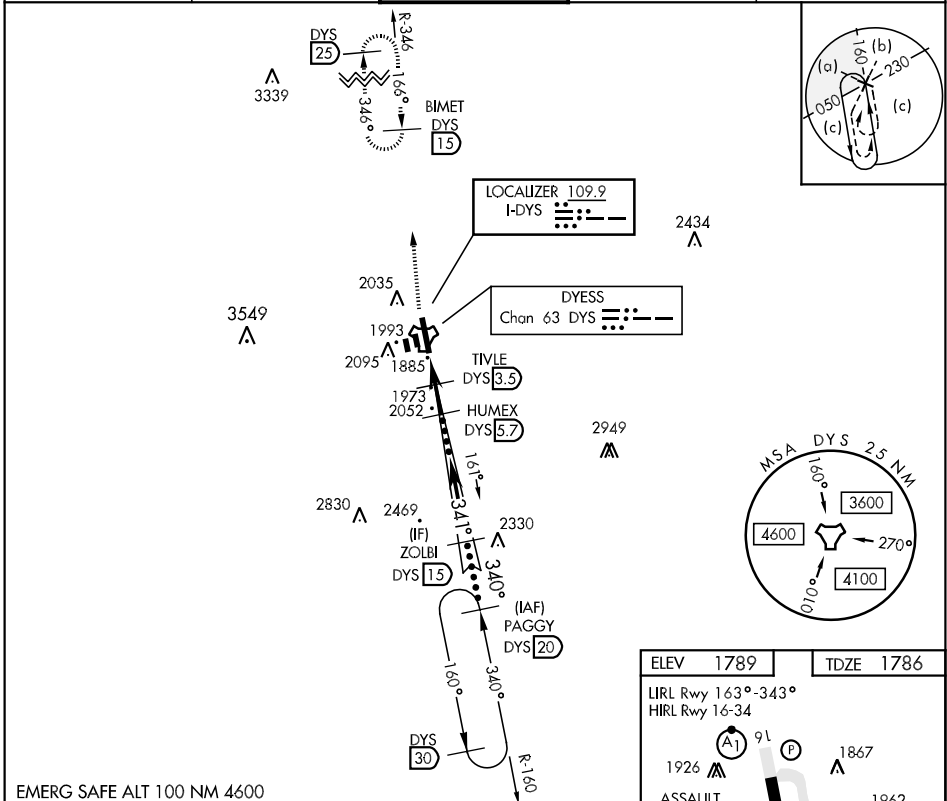 R-346
DYS
25
166°
346°
3339
BIMET
DYS
15
160
(b)
(a)
230
050
(c)
(c)
LOCALIZER 109.9
I-DYS
2434
2035
3549
DYESS
Chan 63 DYS
1993
2095
1885
TIVLE
DYS 3.5
1973
2052
HUMEX
DYS 5.7
2949
161°
MSA DYS 25 NM
160°
3600
4600
270°
4100
010°
2830
2469
341°
2330
(IF)
ZOLBI
DYS 15
340°
(IAF)
PAGGY
DYS 20
160°
340°
DYS
30
R-160
ELEV 1789
TDZE 1786
LIRL Rwy 163°-343°
HIRL Rwy 16-34
A1
16
P
1926
1867
ASSAULT
1962
EMERG SAFE ALT 100 NM 4600